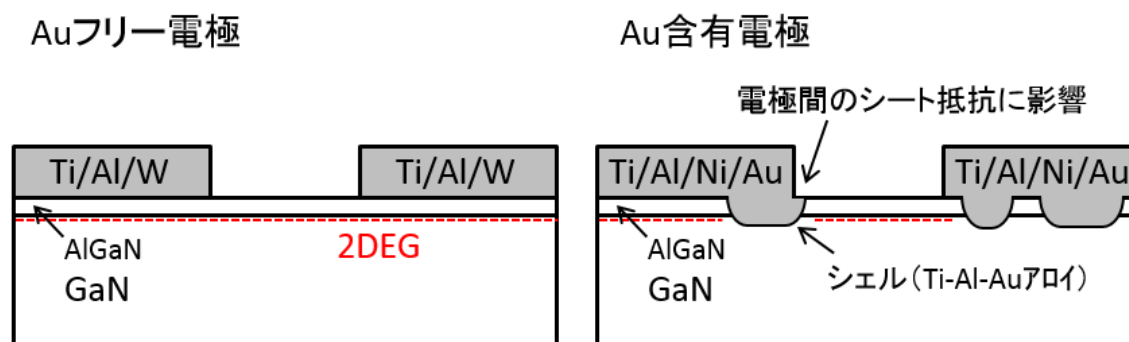 Auフリー電極
Au含有電極
電極間のシート抵抗に影響
Ti/Al/W
Ti/Al/W
Ti/Al/Ni/Au
Ti/Al/Ni/Au
AlGaN
2DEG
GaN
AlGaN
シェル(Ti-Al-Auアロイ)
GaN